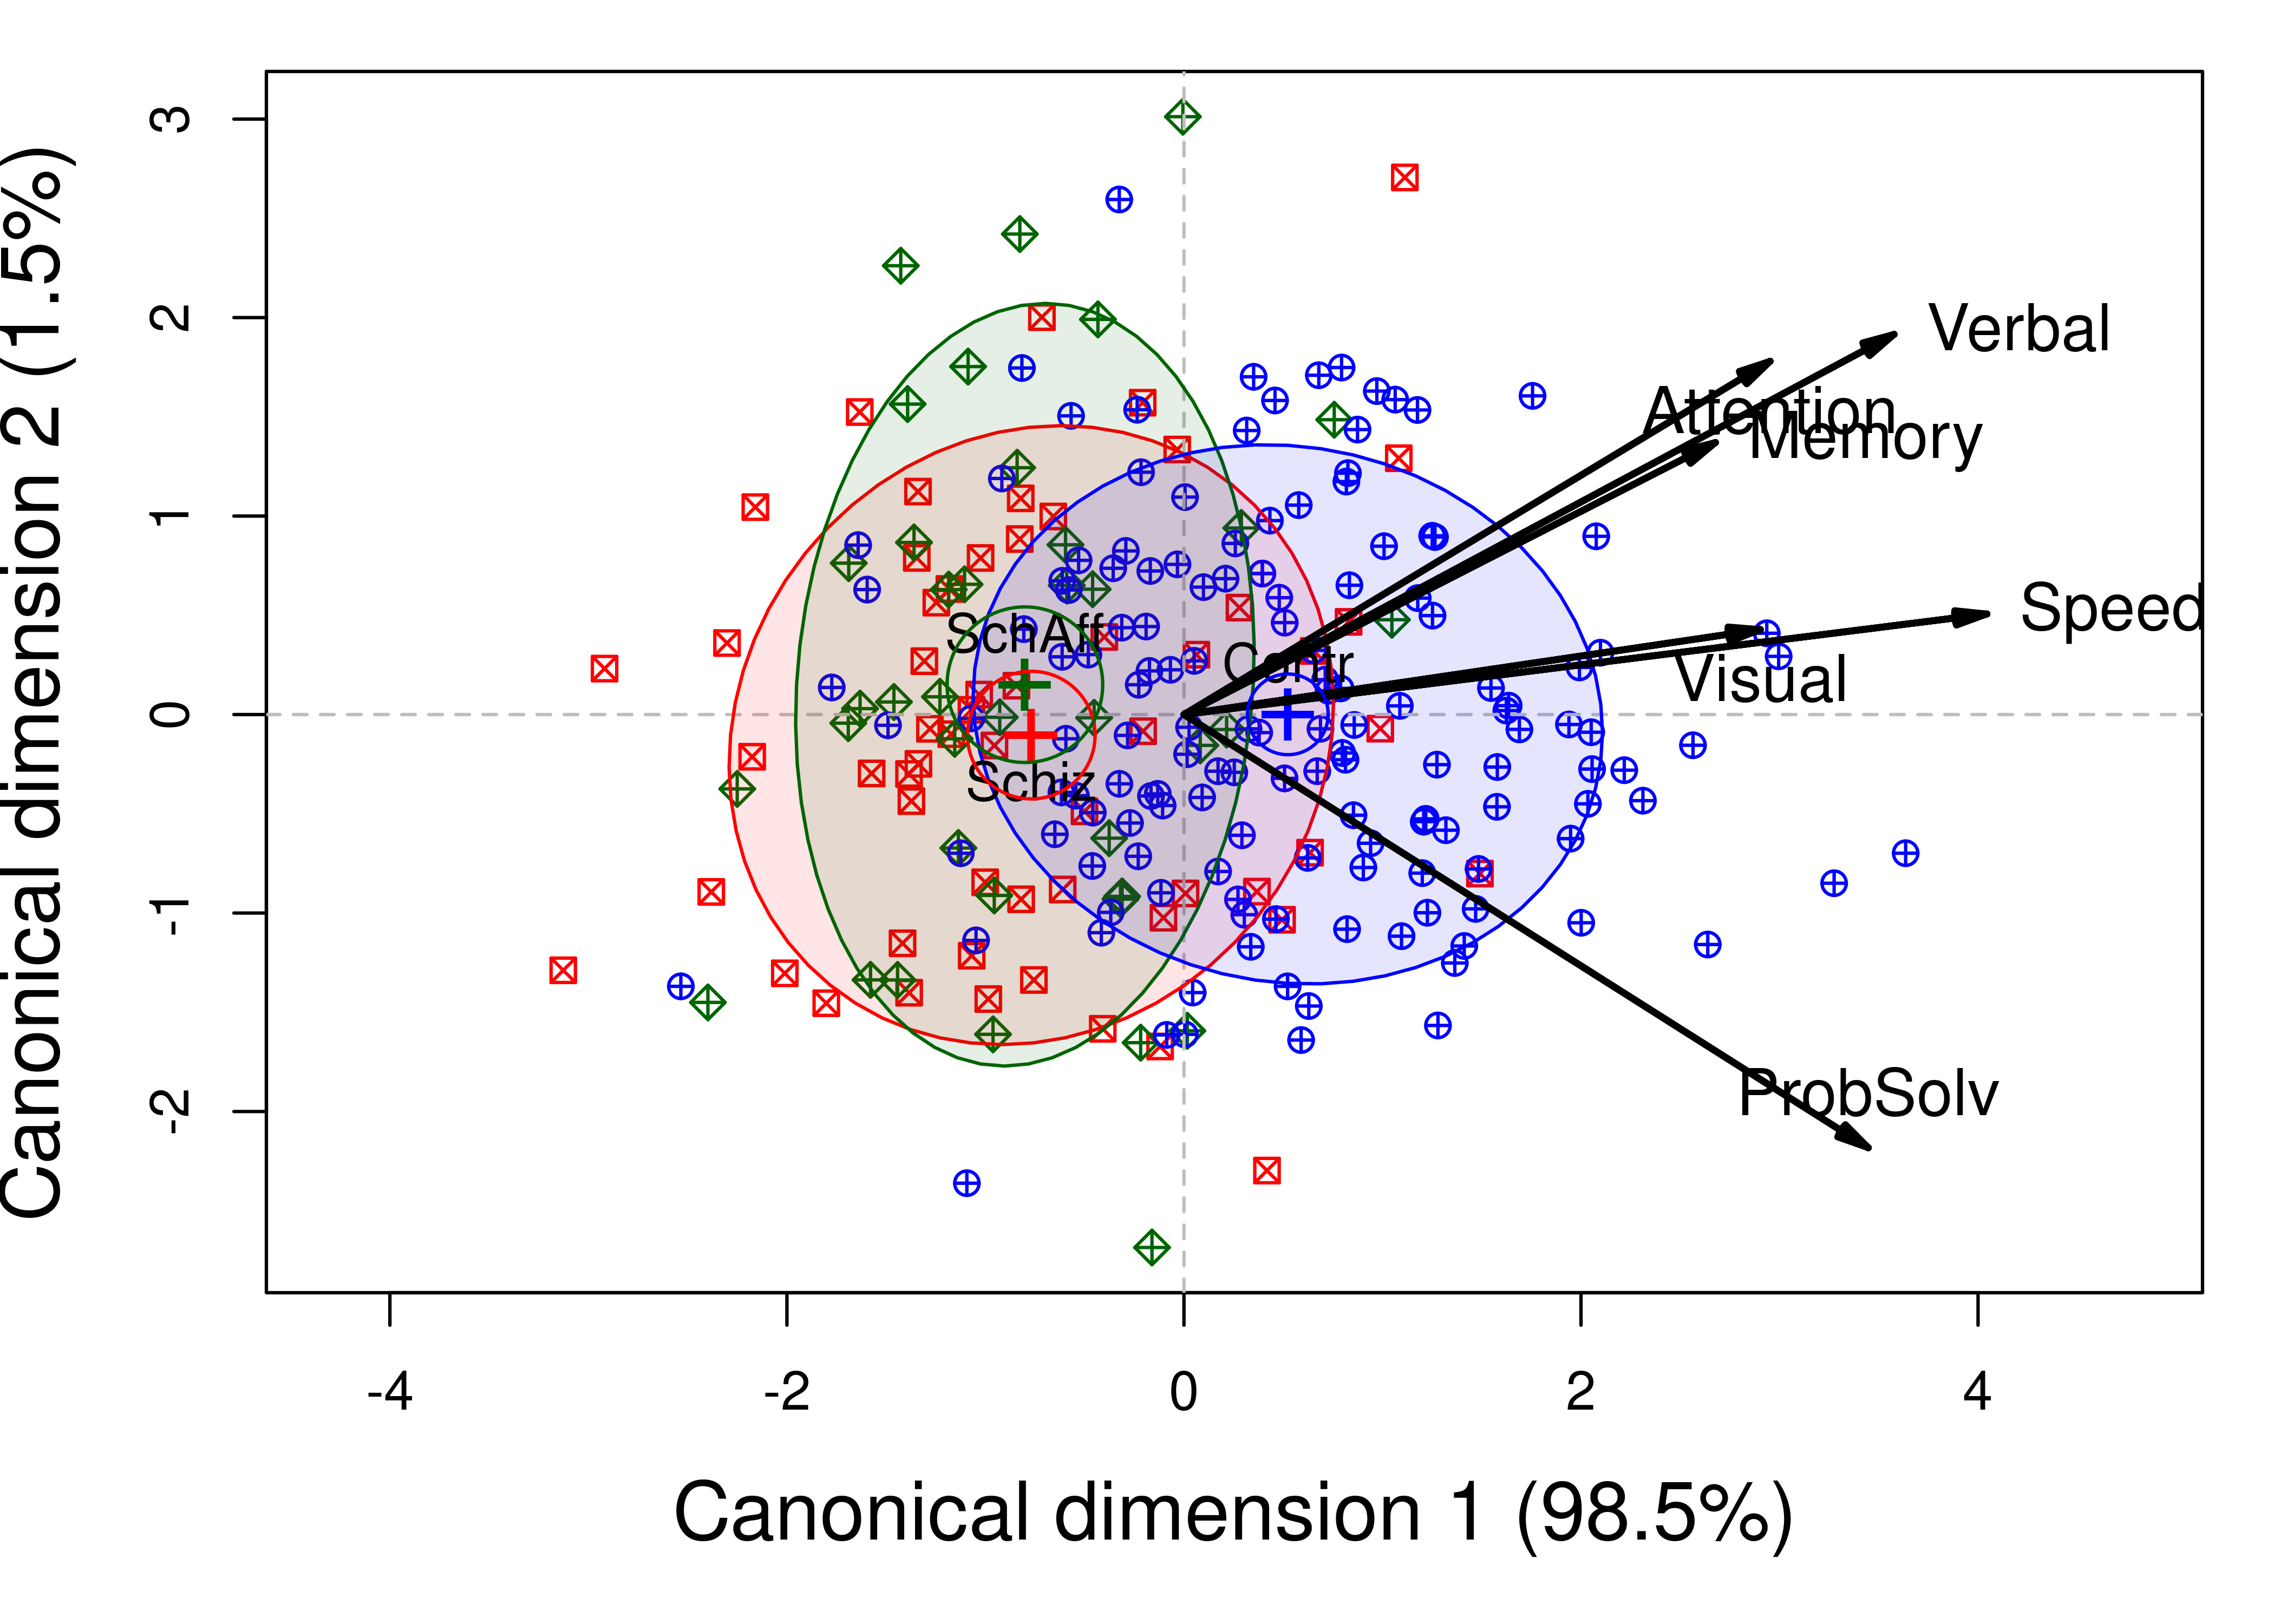 Canonical dimension 2 (1.5%)
3
2
1
0
-1
-2
Verbal
Attention
Memory
Speed
SchAff
Contr
Visual
Schiz
ProbSolv
-4 -2 0 2 4
Canonical dimension 1 (98.5%)